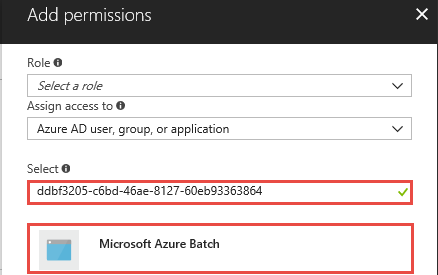 Add permissions
Role
Select a role
Assign access to
Azure AD user, group, or application
Select
ddbf3205-c6bd-46ae-8127-60eb93363864
Microsoft Azure Batch